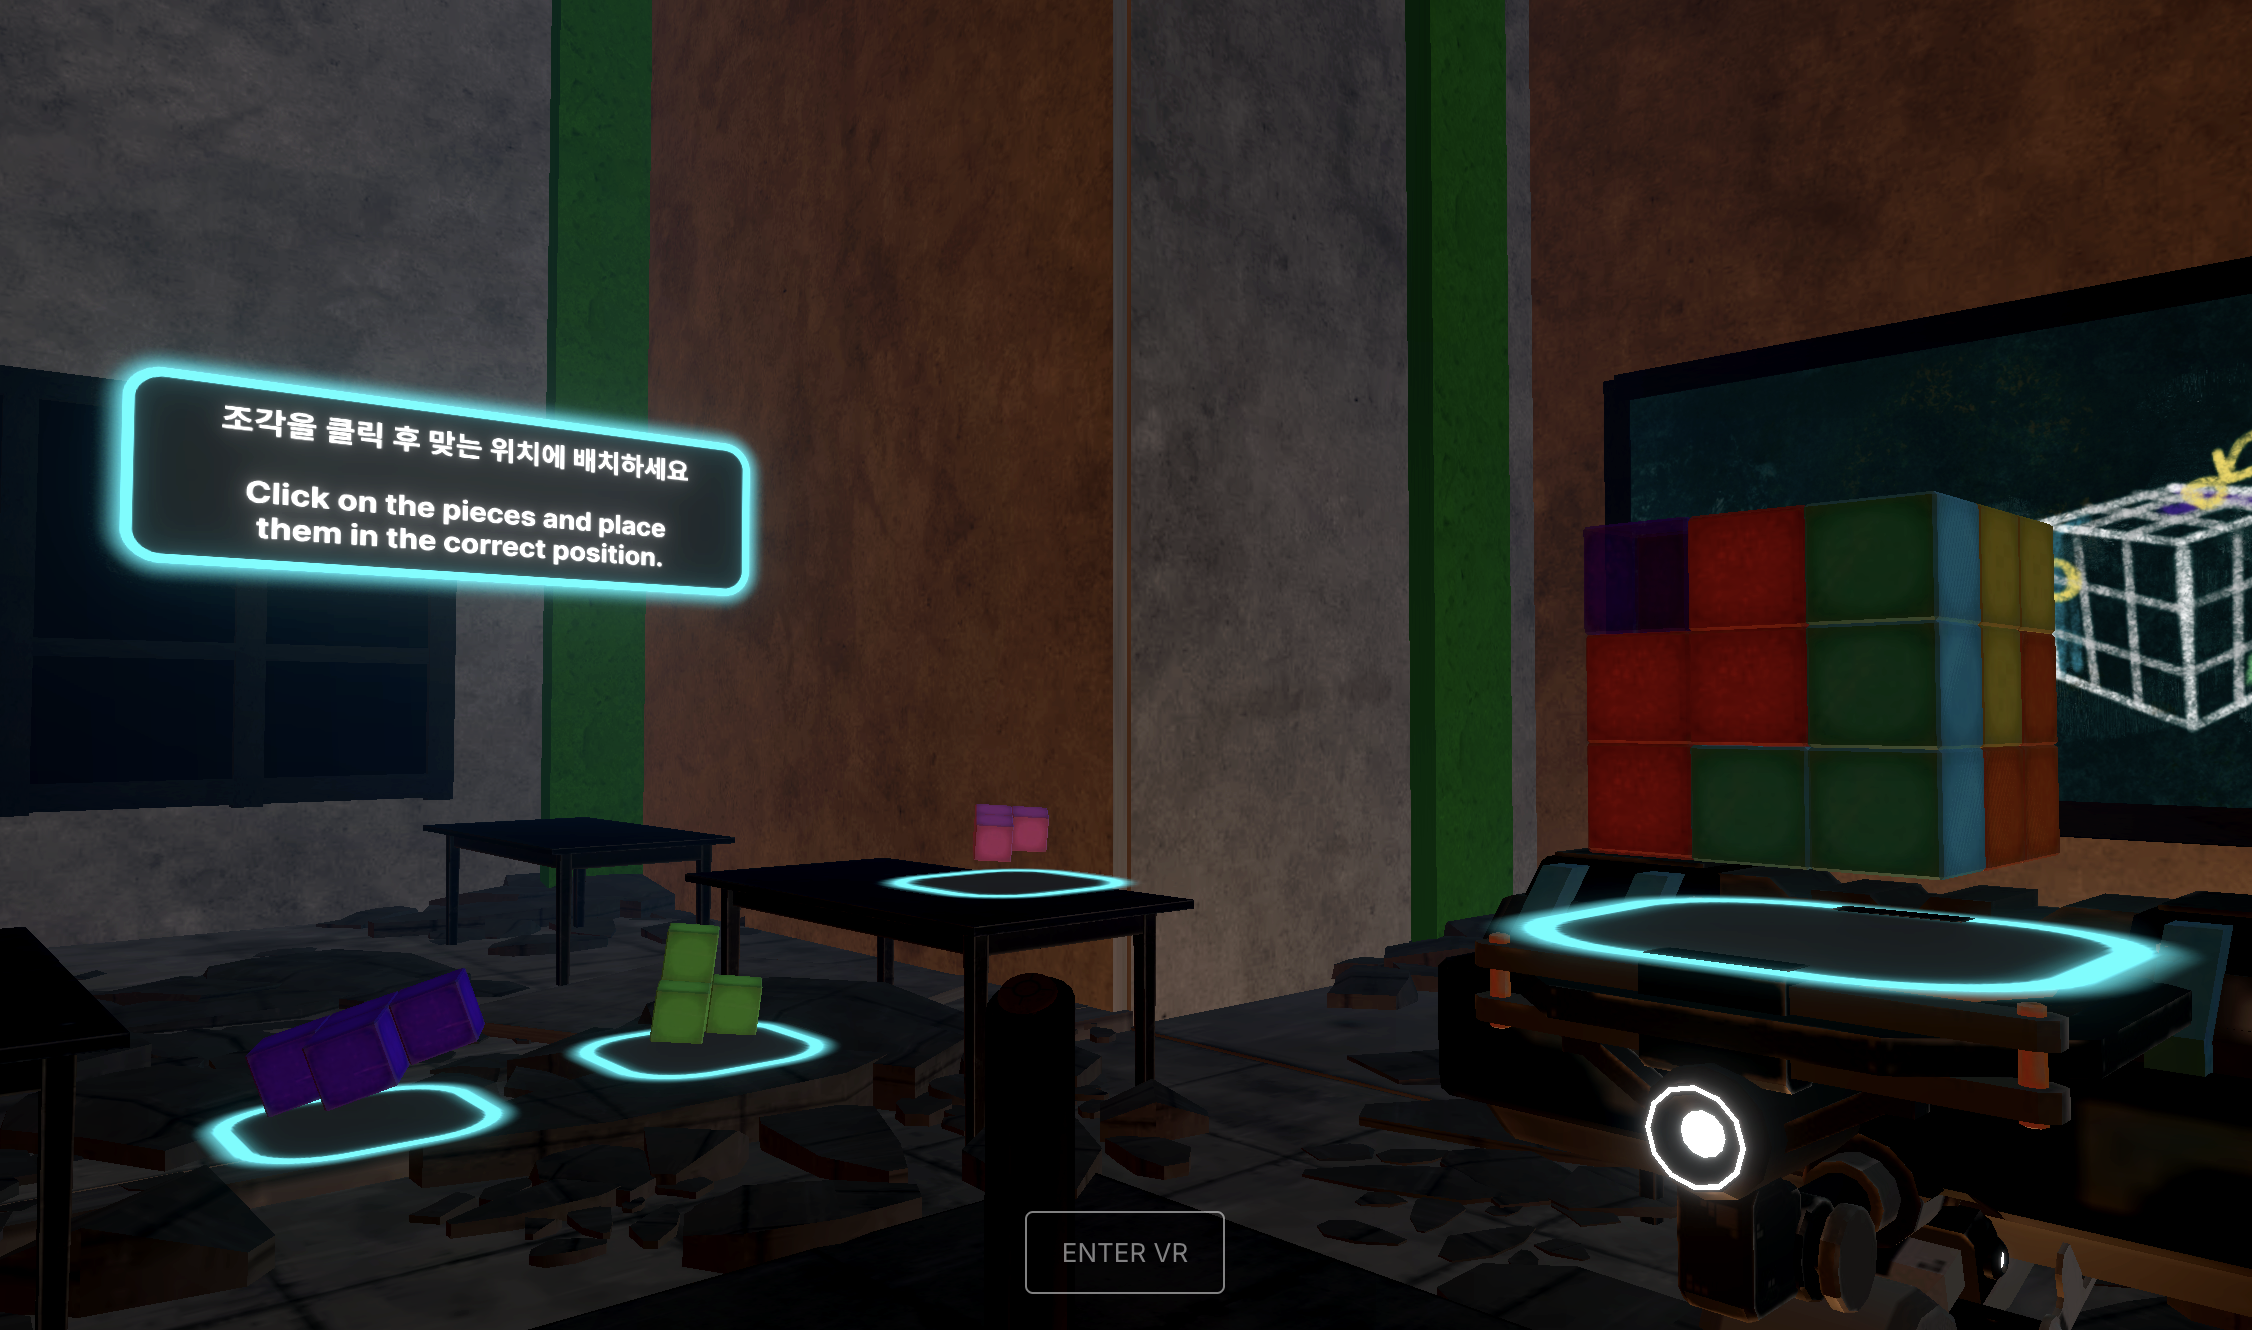 조각을 클릭 후 맞는 위치에 배치하세요
Click on the pieces and place
them in the correct position.
ENTER VR